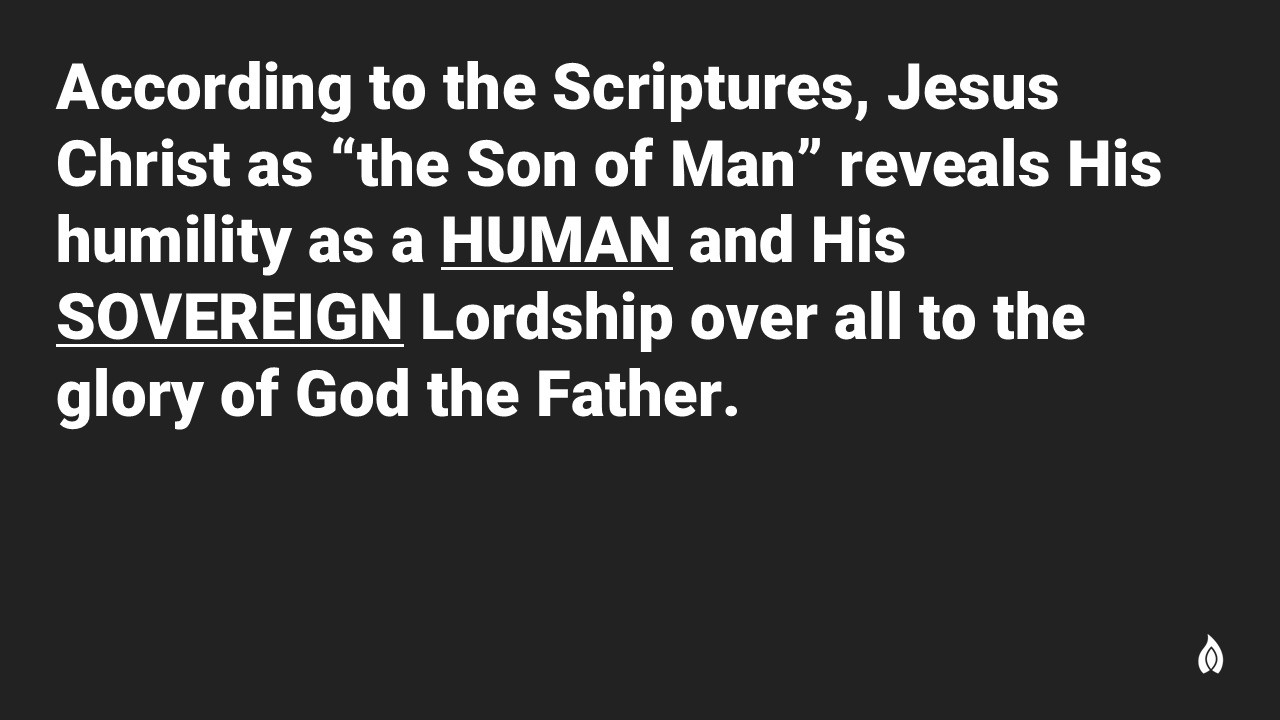 According to the Scriptures, Jesus
Christ as “the Son of Man” reveals His
humility as a HUMAN and His
SOVEREIGN Lordship over all to the
glory of God the Father.